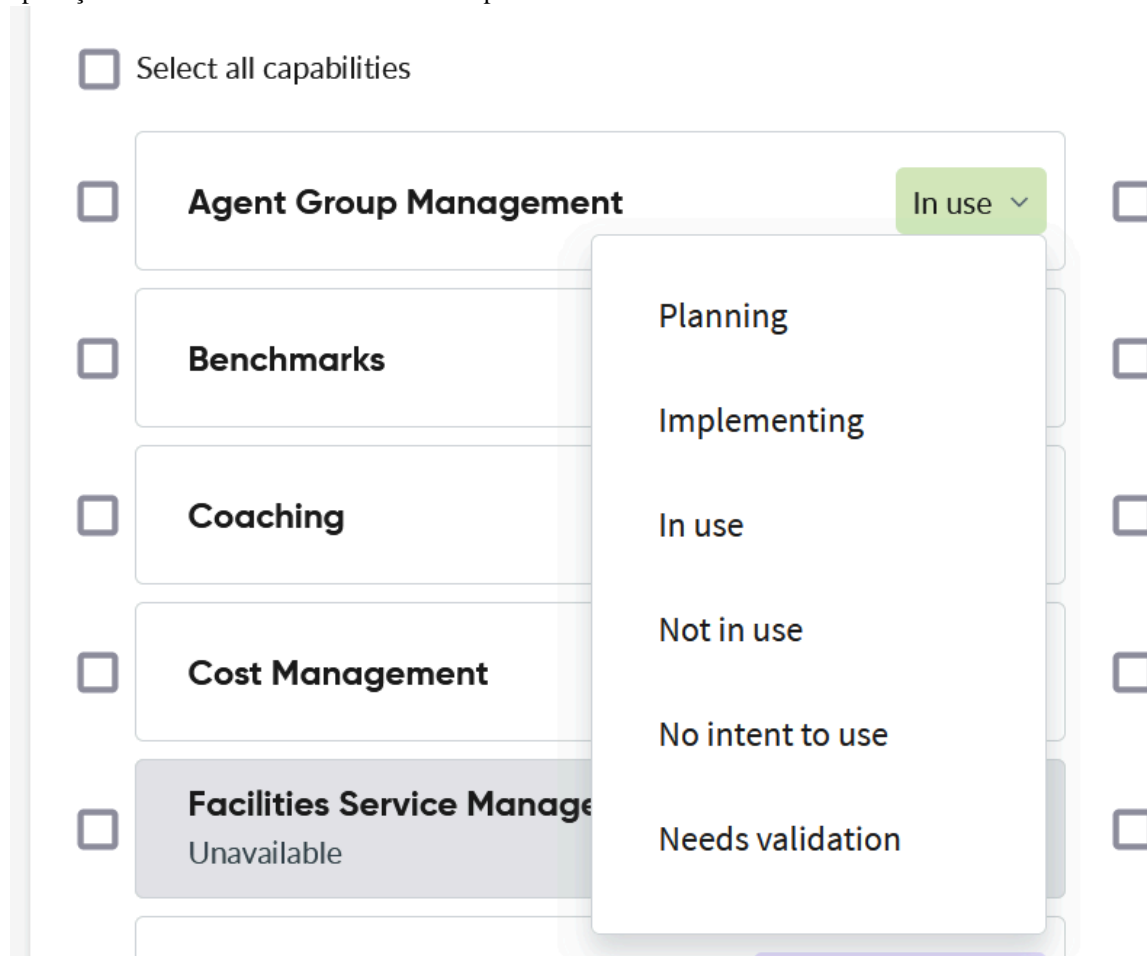 Select all capabilities
Agent Group Management
In use
Planning
Benchmarks
Implementing
Coaching
In use
Not in use
Cost Management
No intent to use
Facilities Service
Unavailable
Needs validation